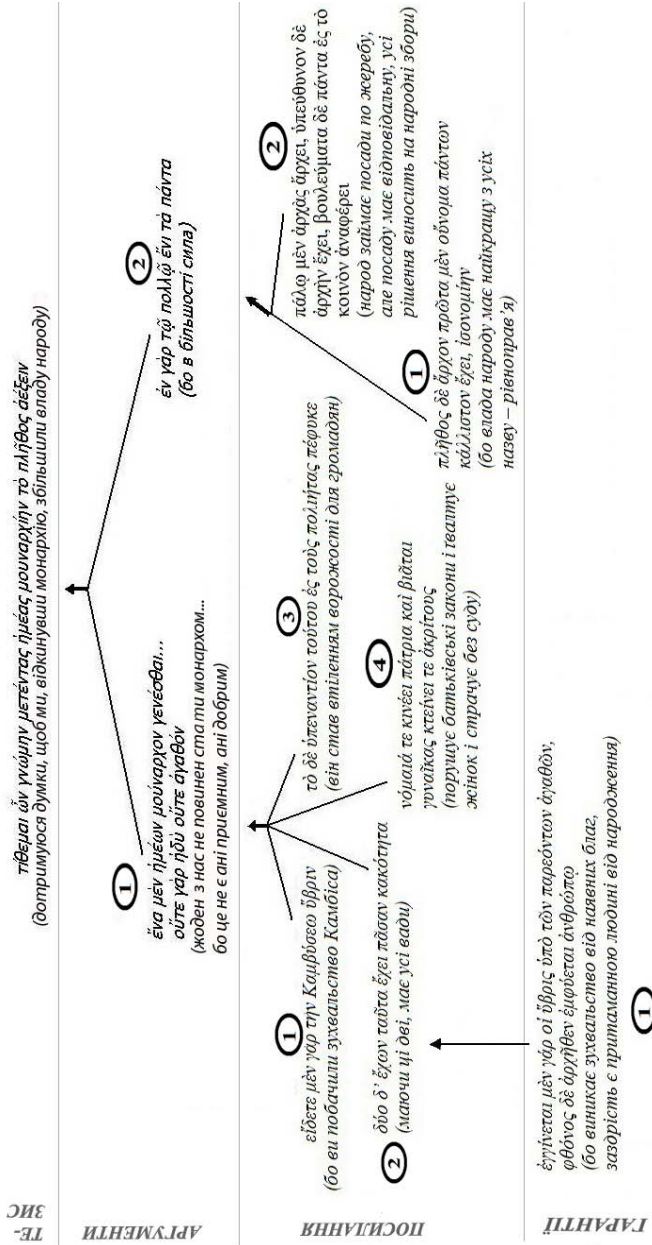 ТЕ-
ЗИС
τίθεμαι ὦν γνώμην μετέντας ἡμέας μουναρχίην τὸ πλῆθος ἀέξειν
(дотримуюся думки, щоб ми, відкинувши монархію, збільшили владу народу)
АРГУМЕНТИ
1
ἕνα μὲν ἡμέων μούναρχον γενέσθαι...
οὔτε γὰρ ἡδὺ οὔτε ἀγαθόν
(жоден з нас не повинен стати монархом...
бо це не є ані приємним, ані добрим)
2
ἐν γὰρ τῷ πολλῷ ἔνι τὰ πάντα
(бо в більшості сила)
ПОСИЛАННЯ
1
εἴδετε μὲν γὰρ την Καμβύσεω ὕβριν
(бо ви побачили зухвальство Камбіса)
2
δύο δ’ ἔχων ταῦτα ἔχει πᾶσαν κακότητα
(маючи ці дві, має усі вади)
3
τὸ δὲ ὑπεναντίον τούτου ἐς τοὺς πολιήτας πέφυκε
(він став втіленням ворожості для громадян)
4
νόμαιά τε κινέει πάτρια καὶ βιᾶται
γυναῖκας κτείνει τε ἀκρίτους
(порушує батьківські закони і ґвалтує
жінок і страчує без суду)
1
πλῆθος δὲ ἄρχον πρῶτα μὲν οὔνομα πάντων
κάλλιστον ἔχει, ἰσονομίην
(бо влада народу має найкращу з усіх
назву – рівноправ’я)
2
πάλῳ μὲν ἀρχὰς ἄρχει, ὑπεύθυνον δὲ
ἀρχὴν ἔχει, βουλεύματα δὲ πάντα ἐς τὸ
κοινὸν ἀναφέρει
(народ займає посади по жеребу,
але посаду має відповідальну, усі
рішення виносить на народні збори)
ГАРАНТІЇ
ἐγγίνεται μὲν γάρ οἱ ὕβρις ὑπὸ τῶν παρεόντων ἀγαθῶν,
φθόνος δὲ ἀρχῆθεν ἐμφύεται ἀνθρώπῳ
(бо виникає зухвальство від наявних благ,
заздрість є притаманною людині від народження)
1